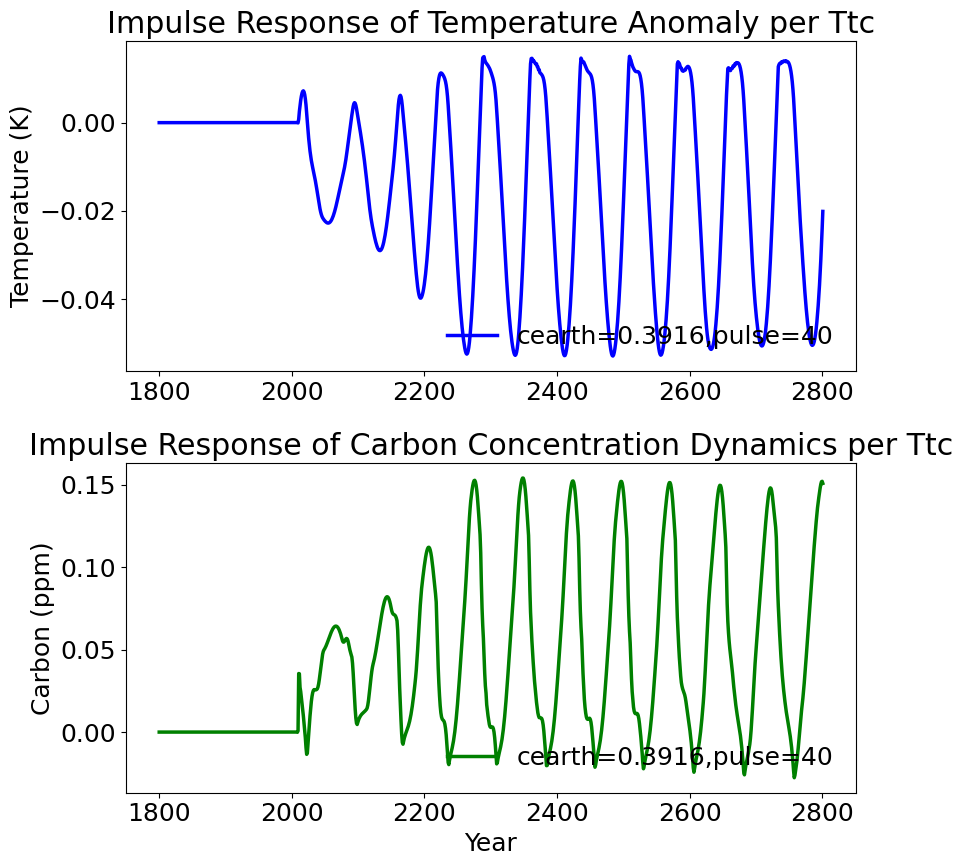 Impulse Response of Temperature Anomaly per Ttc
Temperature (K)
0.00
−0.02
−0.04
cearth=0.3916,pulse=40
1800 2000 2200 2400 2600 2800
Impulse Response of Carbon Concentration Dynamics per Ttc
Carbon (ppm)
0.15
0.10
0.05
0.00
cearth=0.3916,pulse=40
1800 2000 2200 2400 2600 2800
Year